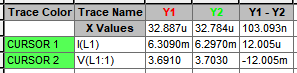 Trace Color Trace Name Y1 Y2 Y1 - Y2
X Values 32.887u 32.784u 103.093n
CURSOR 1 I(L1) 6.3090m 6.2970m 12.005u
CURSOR 2 V(L1:1) 3.6910 3.7030 -12.005m